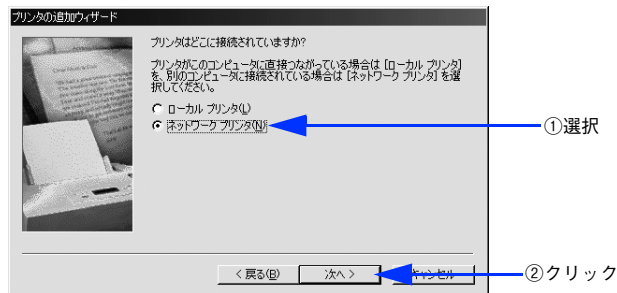 プリンタの追加ウィザード
プリンタはどこに接続されていますか?
プリンタがこのコンピュータに直接つながっている場合は [ローカル プリンタ]
を、別のコンピュータに接続されている場合は [ネットワーク プリンタ] を選
択してください。
ローカル プリンタ(L)
ネットワーク プリンタ(N)
①選択
< 戻る(B)
次へ >
キャンセル
②クリック